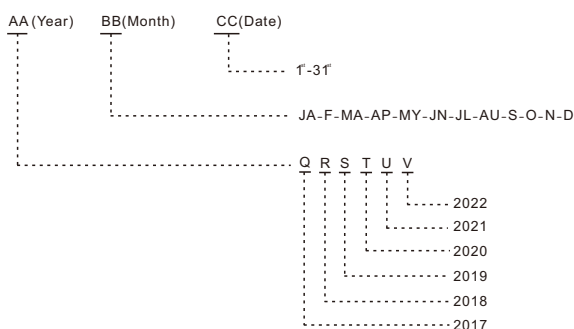 AA (Year) BB(Month) CC(Date)
1st-31st
JA-F-MA-AP-MY-JN-JL-AU-S-O-N-D
Q R S T U V
2022
2021
2020
2019
2018
2017